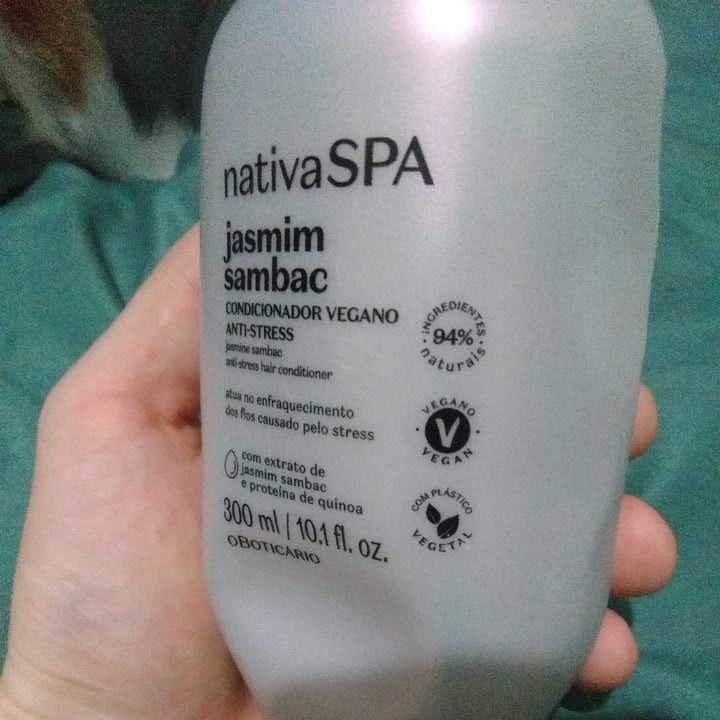 nativaSPA
jasmim
sambac
CONDICIONADOR VEGANO
ANTI-STRESS
jasmine sambac
anti-stress hair conditioner
atua no enfraquecimento
dos fios causado pelo stress
com extrato de
jasmim sambac
e proteína de quinoa
300 ml | 10.1 fl. oz.
OBOTICÁRIO
INGREDIENTES
94%
naturais
VEGANO
V
VEGAN
COM PLÁSTICO
VEGETAL